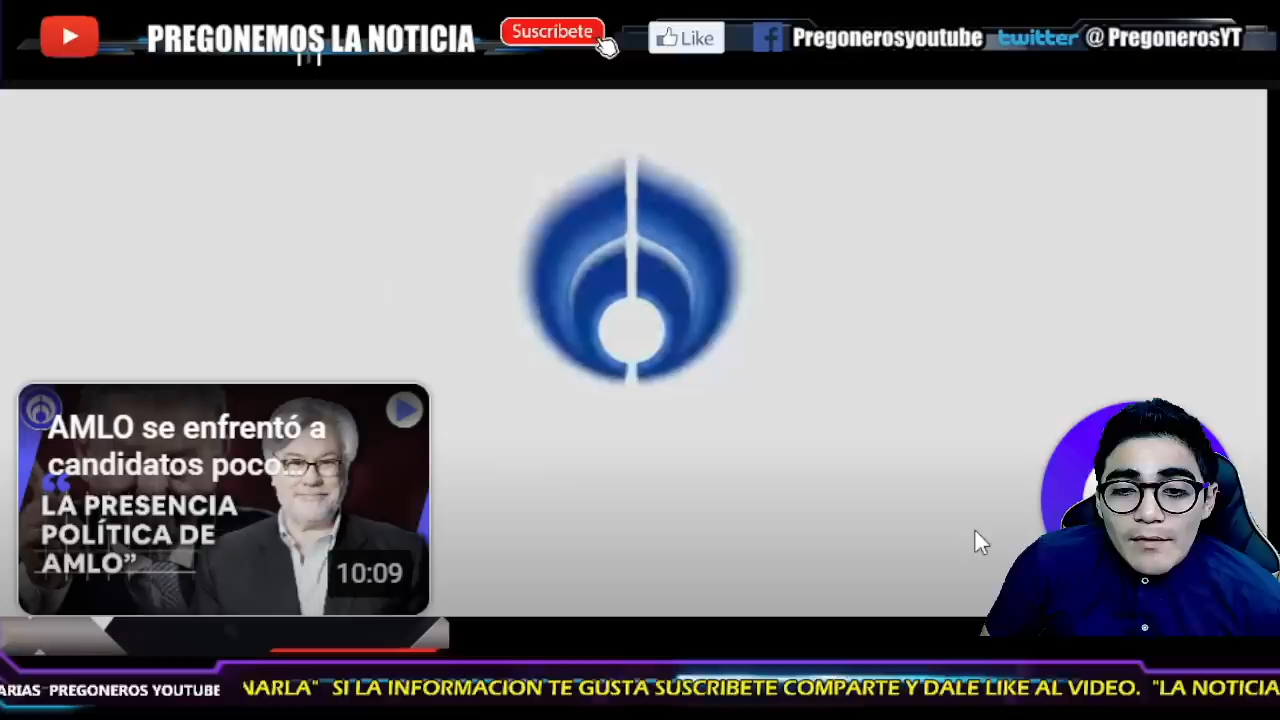 PREGONEMOS LA NOTICIA
Suscríbete
Like
f Pregonerosyoutube
twitter @PregonerosYT
AMLO se enfrentó a
candidatos poco...
“LA PRESENCIA
POLÍTICA DE
AMLO”
10:09
ARIAS PREGONEROS YOUTUBE
NARLA" SI LA INFORMACION TE GUSTA SUSCRIBETE COMPARTE Y DALE LIKE AL VIDEO. "LA NOTICIA